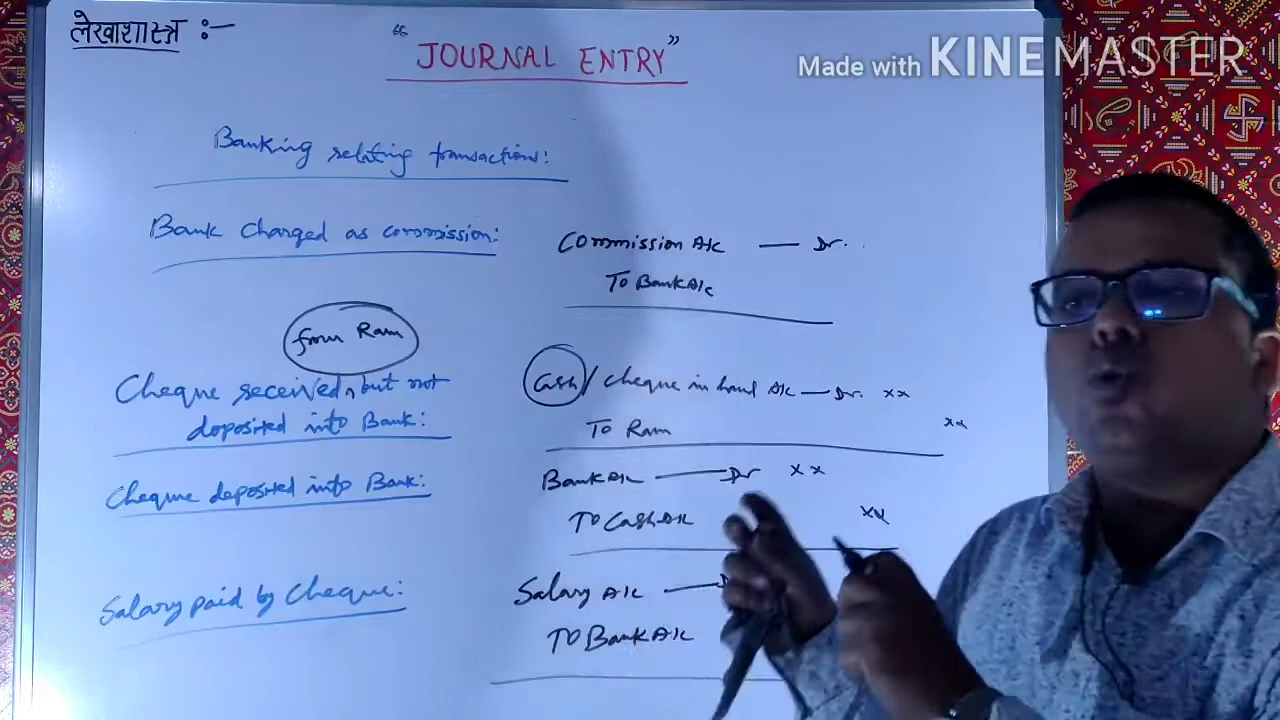 लेखाशास्त्र :-
"JOURNAL ENTRY"
Made with KINEMASTER
Banking relating transactions:
Bank charged as commission:
Commission A/c — Dr.
To Bank A/c
from Ram
Cheque received, but not
deposited into Bank:
Cash / cheque in hand A/c — Dr. xx
To Ram xx
Cheque deposited into Bank:
Bank A/c — Dr xx
To Cash A/c xx
Salary paid by Cheque:
Salary A/c —
To Bank A/c